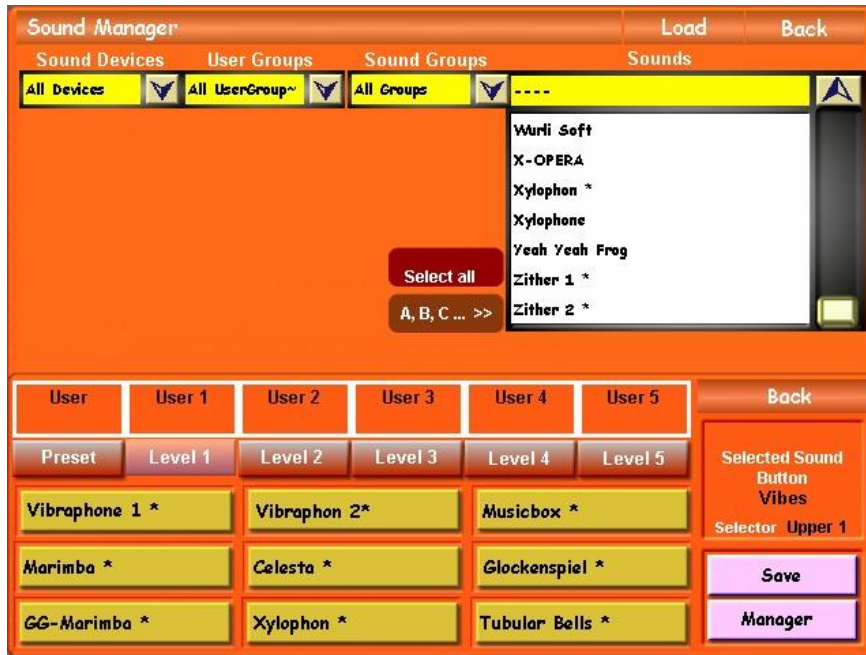 Sound Manager Load Back
Sound Devices User Groups Sound Groups Sounds
All Devices All UserGroup~ All Groups ----
Wurli Soft
X-OPERA
Xylophon *
Xylophone
Yeah Yeah Frog
Select all Zither 1 *
A, B, C ... >> Zither 2 *
User User 1 User 2 User 3 User 4 User 5 Back
Preset Level 1 Level 2 Level 3 Level 4 Level 5
Selected Sound
Button
Vibes
Selector Upper 1
Vibraphone 1 * Vibraphon 2* Musicbox *
Marimba * Celesta * Glockenspiel * Save
GG-Marimba * Xylophon * Tubular Bells * Manager